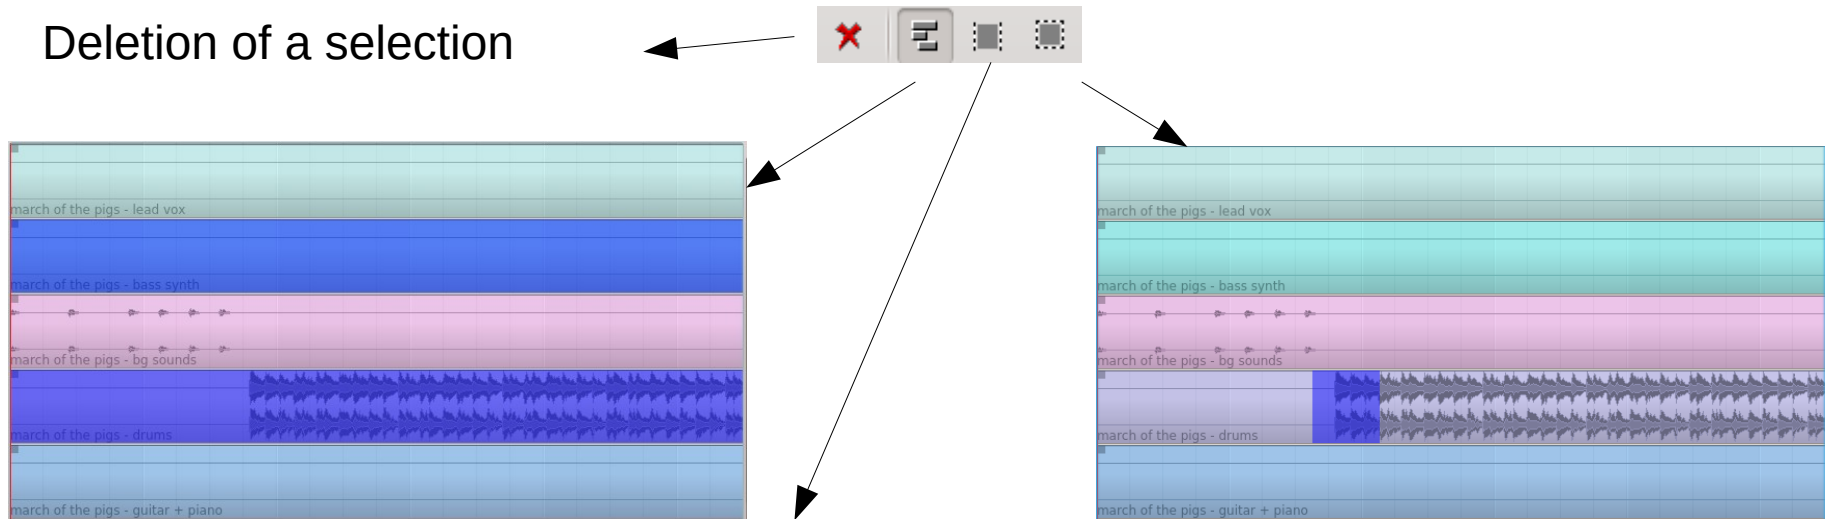 Deletion of a selection
march of the pigs - lead vox
march of the pigs - bass synth
march of the pigs - bg sounds
march of the pigs - drums
march of the pigs - guitar + piano
march of the pigs - lead vox
march of the pigs - bass synth
march of the pigs - bg sounds
march of the pigs - drums
march of the pigs - guitar + piano